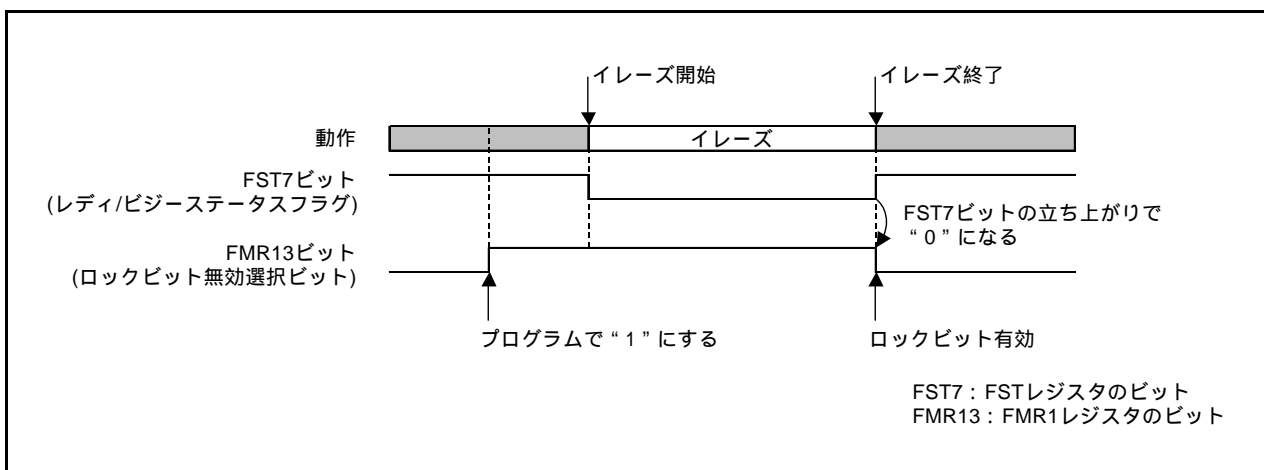 イレーズ開始
イレーズ終了
動作
イレーズ
FST7ビット
(レディ/ビジーステータスフラグ)
FST7ビットの立ち上がりで
“0”になる
FMR13ビット
(ロックビット無効選択ビット)
プログラムで“1”にする
ロックビット有効
FST7：FSTレジスタのビット
FMR13：FMR1レジスタのビット